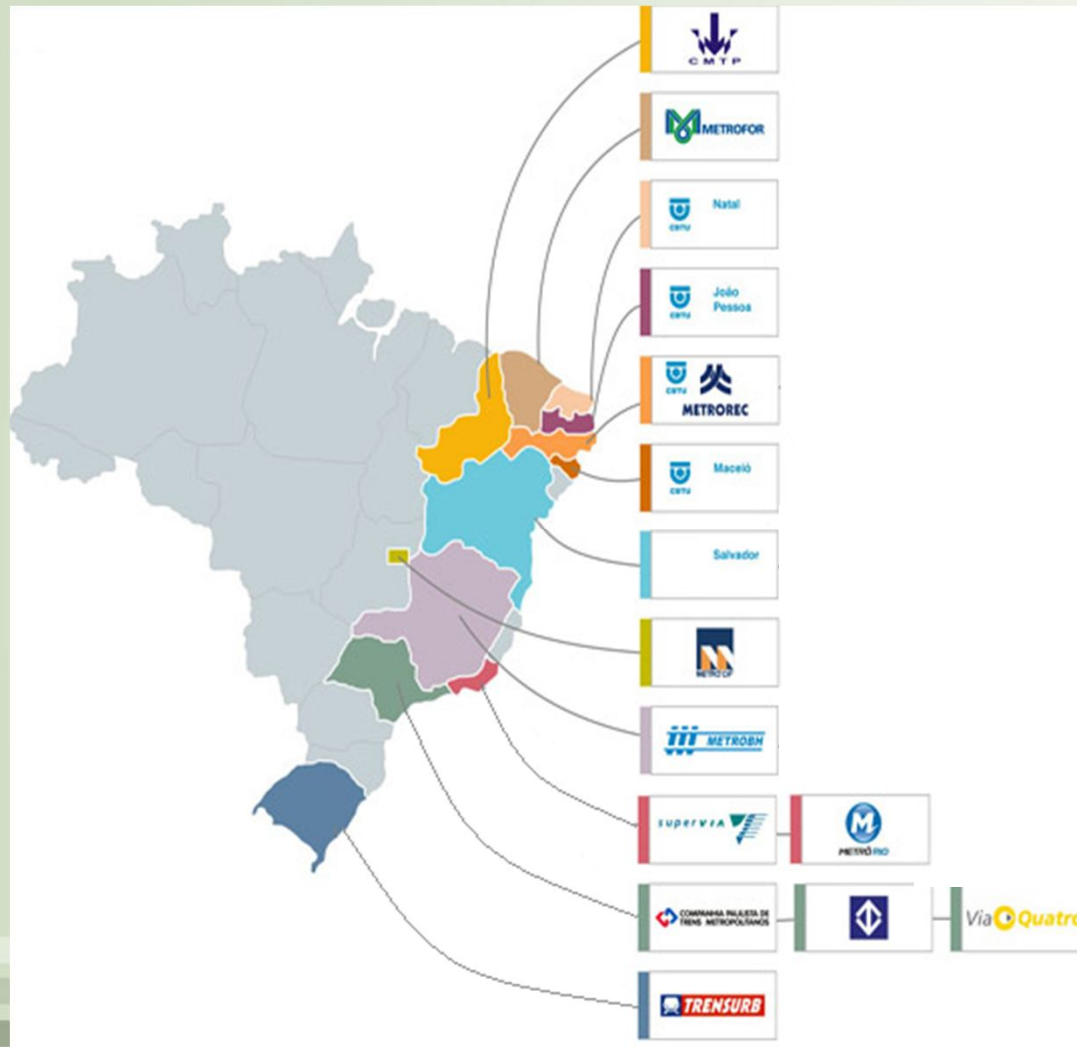 CMTP
METROFOR
CBTU Natal
CBTU João
Pessoa
CBTU
METROREC
CBTU Maceió
Salvador
METRÔ DF
METROBH
SUPERVIA
METRÔ RIO
COMPANHIA PAULISTA DE
TRENS METROPOLITANOS
ViaQuatro
TRENSURB